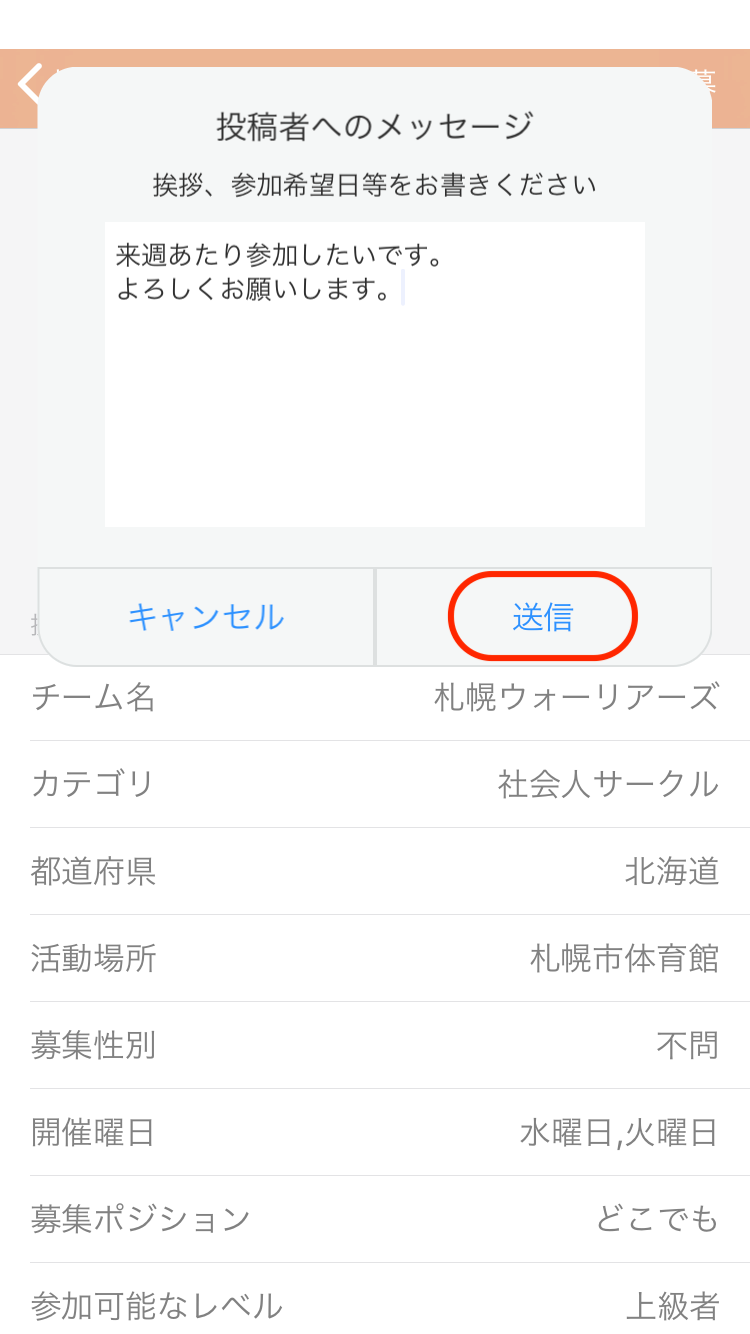 投稿者へのメッセージ
挨拶、参加希望日等をお書きください
来週あたり参加したいです。
よろしくお願いします。
キャンセル
送信
チーム名
札幌ウォーリアーズ
カテゴリ
社会人サークル
都道府県
北海道
活動場所
札幌市体育館
募集性別
不問
開催曜日
水曜日,火曜日
募集ポジション
どこでも
参加可能なレベル
上級者